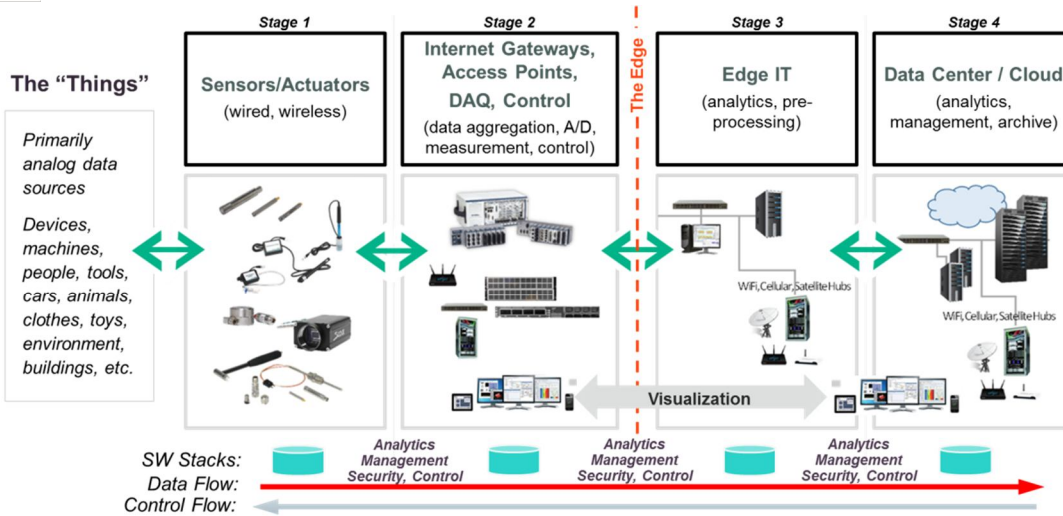 Stage 1
Stage 2
Stage 3
Stage 4
The "Things"
Primarily
analog data
sources
Devices,
machines,
people, tools,
cars, animals,
clothes, toys,
environment,
buildings, etc.
Sensors/Actuators
(wired, wireless)
Internet Gateways,
Access Points,
DAQ, Control
(data aggregation, A/D,
measurement, control)
The Edge
Edge IT
(analytics, pre-
processing)
Data Center / Cloud
(analytics,
management, archive)
WiFi, Cellular, Satellite Hubs
WiFi, Cellular, Satellite Hubs
Visualization
SW Stacks:
Analytics
Management
Security, Control
Analytics
Management
Security, Control
Analytics
Management
Security, Control
Data Flow:
Control Flow: